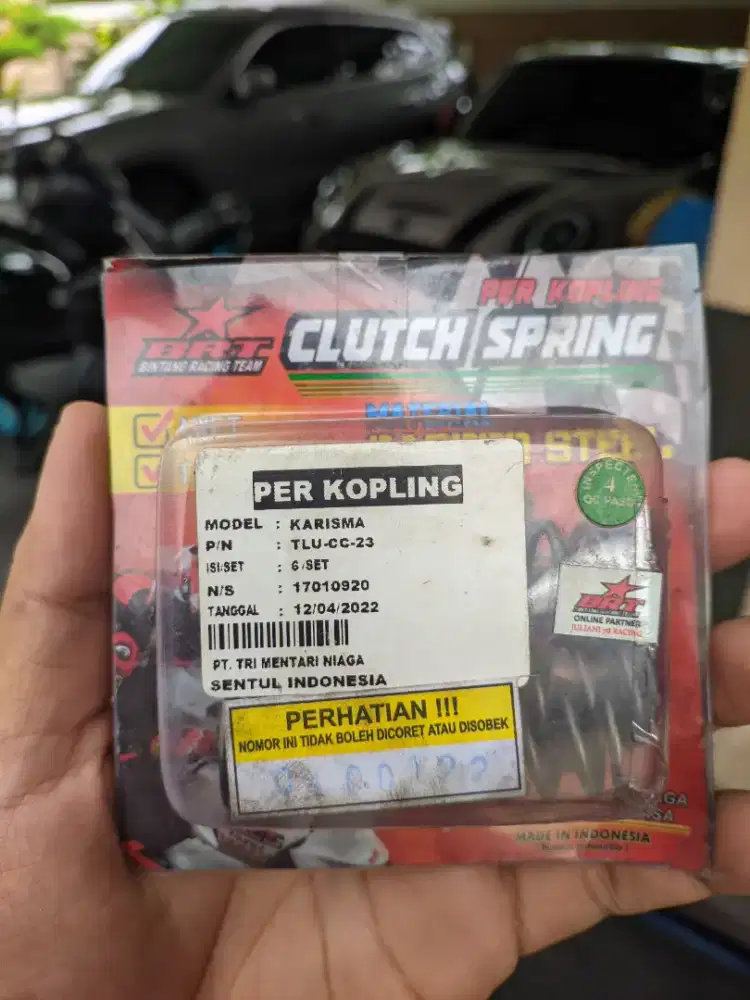 PER KOPLING
BRT
BINTANG RACING TEAM
CLUTCH SPRING
MATERIAL
PER KOPLING
MODEL : KARISMA
P/N : TLU-CC-23
ISI/SET : 6 /SET
N/S : 17010920
TANGGAL : 12/04/2022
PT. TRI MENTARI NIAGA
SENTUL INDONESIA
INSPECTED
4
QC PASS
BRT
ONLINE PARTNER
PERHATIAN !!!
NOMOR INI TIDAK BOLEH DICORET ATAU DISOBEK
MADE IN INDONESIA